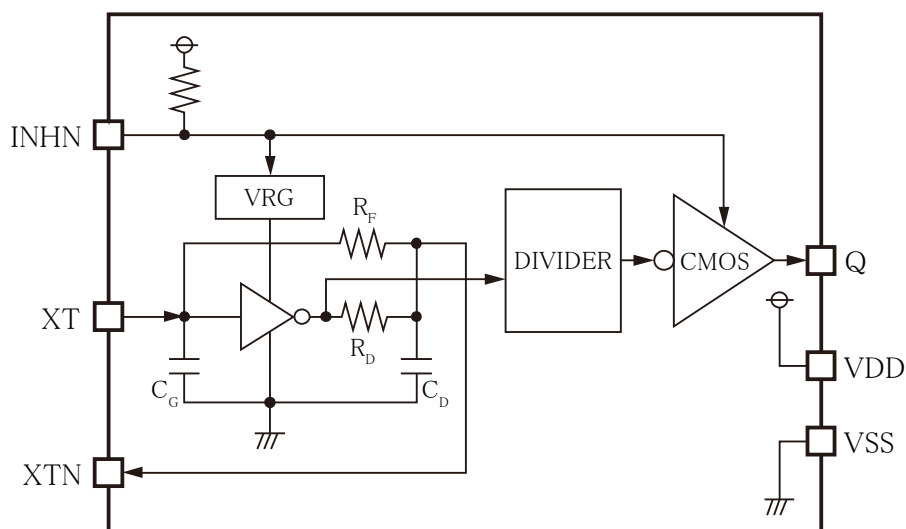 INHN
VRG
R_F
DIVIDER
CMOS
Q
XT
R_D
VDD
C_G
C_D
VSS
XTN